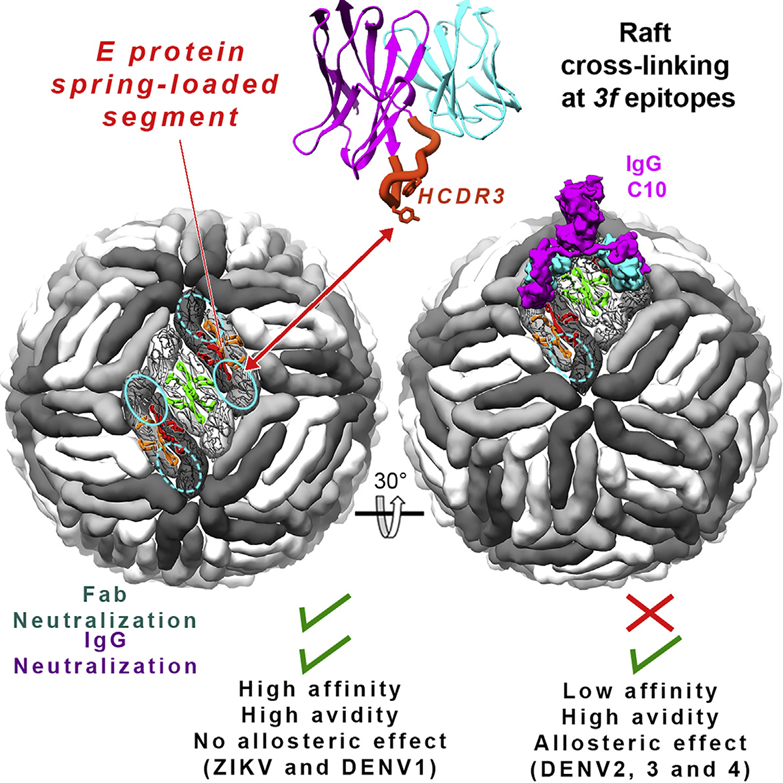 E protein
spring-loaded
segment
Raft
cross-linking
at 3f epitopes
HCDR3
IgG
C10
30°
Fab
Neutralization
IgG
Neutralization
High affinity
High avidity
No allosteric effect
(ZIKV and DENV1)
Low affinity
High avidity
Allosteric effect
(DENV2, 3 and 4)